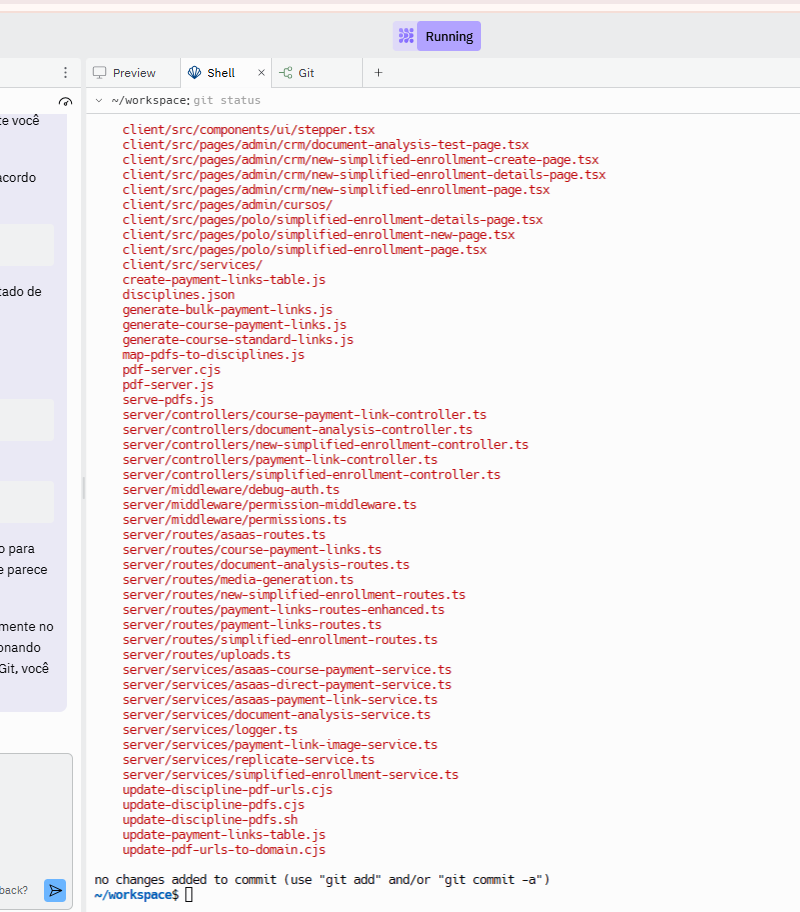 Running
Preview
Shell
Git
~/workspace: git status
te você
acordo
tado de
o para
e parece
mente no
onando
Git, você
back?
client/src/components/ui/stepper.tsx
client/src/pages/admin/crm/document-analysis-test-page.tsx
client/src/pages/admin/crm/new-simplified-enrollment-create-page.tsx
client/src/pages/admin/crm/new-simplified-enrollment-details-page.tsx
client/src/pages/admin/crm/new-simplified-enrollment-page.tsx
client/src/pages/admin/cursos/
client/src/pages/polo/simplified-enrollment-details-page.tsx
client/src/pages/polo/simplified-enrollment-new-page.tsx
client/src/pages/polo/simplified-enrollment-page.tsx
client/src/services/
create-payment-links-table.js
disciplines.json
generate-bulk-payment-links.js
generate-course-payment-links.js
generate-course-standard-links.js
map-pdfs-to-disciplines.js
pdf-server.cjs
pdf-server.js
serve-pdfs.js
server/controllers/course-payment-link-controller.ts
server/controllers/document-analysis-controller.ts
server/controllers/new-simplified-enrollment-controller.ts
server/controllers/payment-link-controller.ts
server/controllers/simplified-enrollment-controller.ts
server/middleware/debug-auth.ts
server/middleware/permission-middleware.ts
server/middleware/permissions.ts
server/routes/asaas-routes.ts
server/routes/course-payment-links.ts
server/routes/document-analysis-routes.ts
server/routes/media-generation.ts
server/routes/new-simplified-enrollment-routes.ts
server/routes/payment-links-routes-enhanced.ts
server/routes/payment-links-routes.ts
server/routes/simplified-enrollment-routes.ts
server/routes/uploads.ts
server/services/asaas-course-payment-service.ts
server/services/asaas-direct-payment-service.ts
server/services/asaas-payment-link-service.ts
server/services/document-analysis-service.ts
server/services/logger.ts
server/services/payment-link-image-service.ts
server/services/replicate-service.ts
server/services/simplified-enrollment-service.ts
update-discipline-pdf-urls.cjs
update-discipline-pdfs.cjs
update-discipline-pdfs.sh
update-payment-links-table.js
update-pdf-urls-to-domain.cjs
no changes added to commit (use "git add" and/or "git commit -a")
~/workspace$